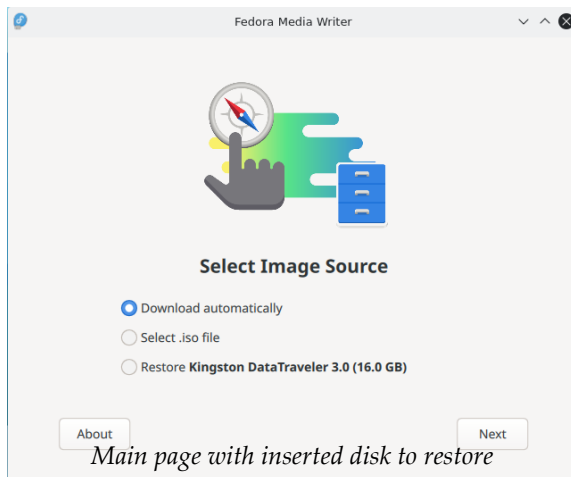 Fedora Media Writer
Select Image Source
Download automatically
Select .iso file
Restore Kingston DataTraveler 3.0 (16.0 GB)
About
Next
Main page with inserted disk to restore